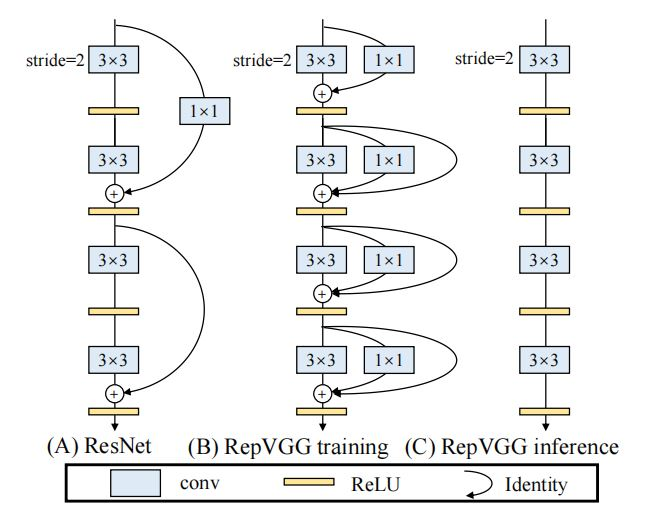 stride=2 3×3 stride=2 3×3 1×1 stride=2 3×3
1×1
+
3×3 3×3 1×1 3×3
+ +
3×3 3×3 1×1 3×3
+
3×3 3×3 1×1 3×3
+ +
(A) ResNet (B) RepVGG training (C) RepVGG inference
conv ReLU Identity